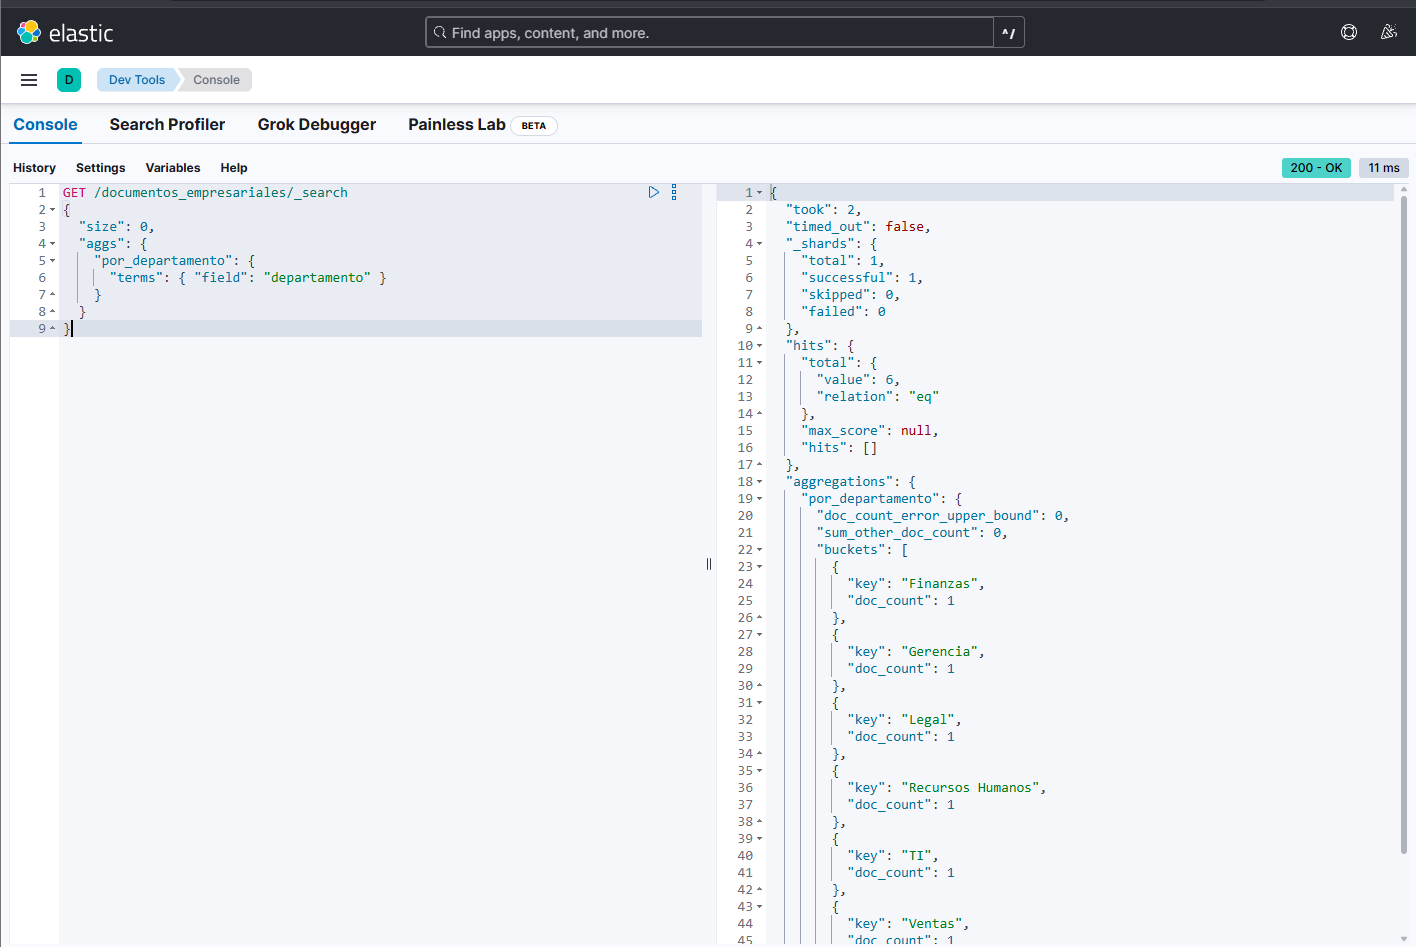 elastic
Find apps, content, and more.
^/
D
Dev Tools
Console
Console
Search Profiler
Grok Debugger
Painless Lab
BETA
History
Settings
Variables
Help
200 - OK
11 ms
1 GET /documentos_empresariales/_search
2 {
3 "size": 0,
4 "aggs": {
5 "por_departamento": {
6 "terms": { "field": "departamento" }
7 }
8 }
9 }
1 {
2 "took": 2,
3 "timed_out": false,
4 "_shards": {
5 "total": 1,
6 "successful": 1,
7 "skipped": 0,
8 "failed": 0
9 },
10 "hits": {
11 "total": {
12 "value": 6,
13 "relation": "eq"
14 },
15 "max_score": null,
16 "hits": []
17 },
18 "aggregations": {
19 "por_departamento": {
20 "doc_count_error_upper_bound": 0,
21 "sum_other_doc_count": 0,
22 "buckets": [
23 {
24 "key": "Finanzas",
25 "doc_count": 1
26 },
27 {
28 "key": "Gerencia",
29 "doc_count": 1
30 },
31 {
32 "key": "Legal",
33 "doc_count": 1
34 },
35 {
36 "key": "Recursos Humanos",
37 "doc_count": 1
38 },
39 {
40 "key": "TI",
41 "doc_count": 1
42 },
43 {
44 "key": "Ventas",
45 "doc_count": 1